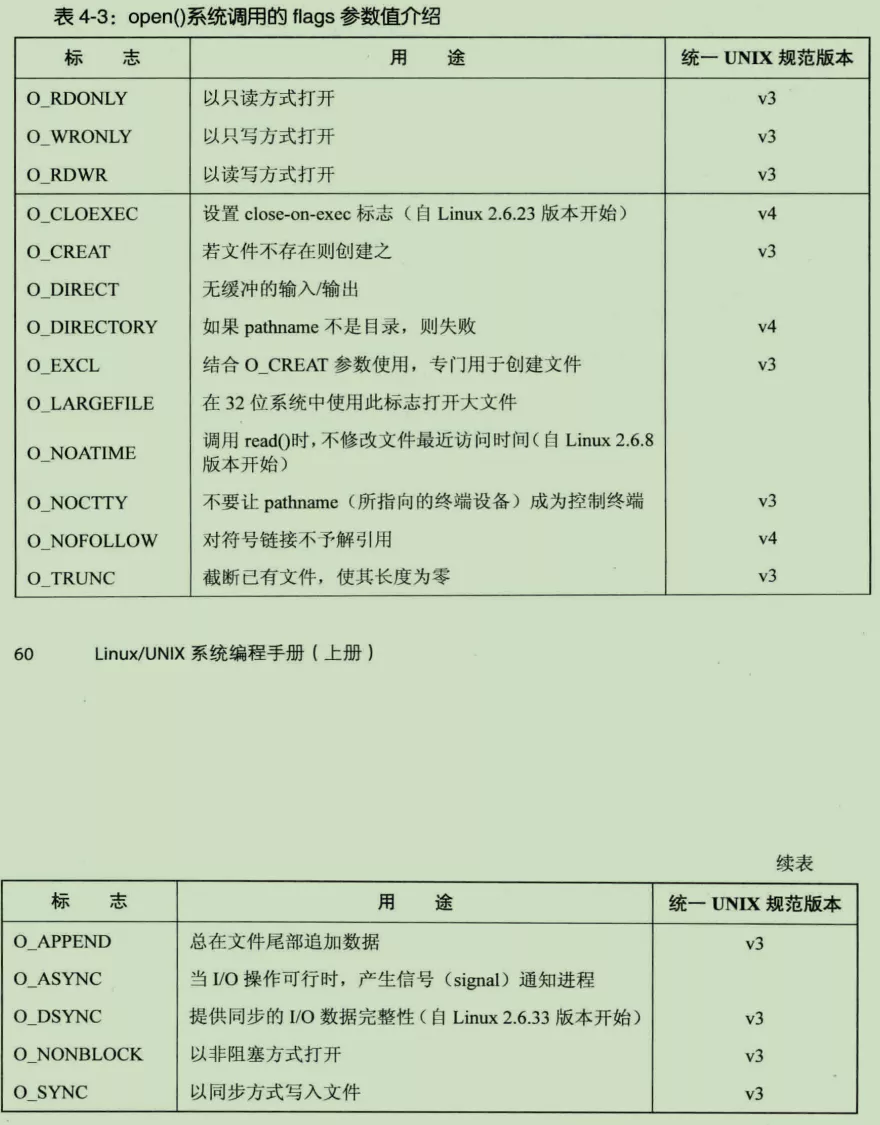 表 4-3：open()系统调用的 flags 参数值介绍
标 志 用 途 统一 UNIX 规范版本
O_RDONLY 以只读方式打开 v3
O_WRONLY 以只写方式打开 v3
O_RDWR 以读写方式打开 v3
O_CLOEXEC 设置 close-on-exec 标志（自 Linux 2.6.23 版本开始） v4
O_CREAT 若文件不存在则创建之 v3
O_DIRECT 无缓冲的输入/输出
O_DIRECTORY 如果 pathname 不是目录，则失败 v4
O_EXCL 结合 O_CREAT 参数使用，专门用于创建文件 v3
O_LARGEFILE 在 32 位系统中使用此标志打开大文件
O_NOATIME 调用 read()时，不修改文件最近访问时间（自 Linux 2.6.8
版本开始）
O_NOCTTY 不要让 pathname（所指向的终端设备）成为控制终端 v3
O_NOFOLLOW 对符号链接不予解引用 v4
O_TRUNC 截断已有文件，使其长度为零 v3
60 Linux/UNIX 系统编程手册（上册）
续表
标 志 用 途 统一 UNIX 规范版本
O_APPEND 总在文件尾部追加数据 v3
O_ASYNC 当 I/O 操作可行时，产生信号（signal）通知进程
O_DSYNC 提供同步的 I/O 数据完整性（自 Linux 2.6.33 版本开始） v3
O_NONBLOCK 以非阻塞方式打开 v3
O_SYNC 以同步方式写入文件 v3